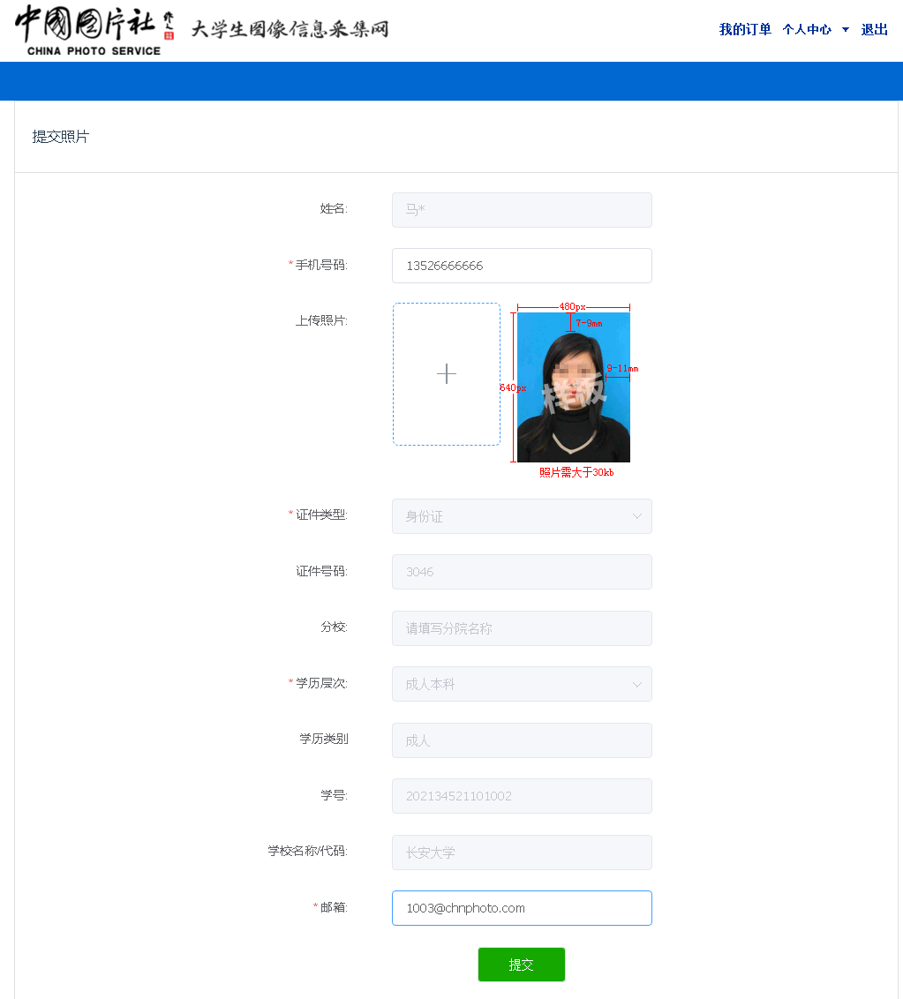 中國图片社
CHINA PHOTO SERVICE
大学生图像信息采集网
我的订单 个人中心 退出
提交照片
姓名: 马*
*手机号码: 13526666666
上传照片:
480px
7-9mm
9-11mm
640px
样板
照片需大于30kb
*证件类型: 身份证
证件号码: 3046
分校: 请填写分院名称
*学历层次: 成人本科
学历类别 成人
学号: 202134521101002
学校名称/代码: 长安大学
*邮箱: 1003@chnphoto.com
提交